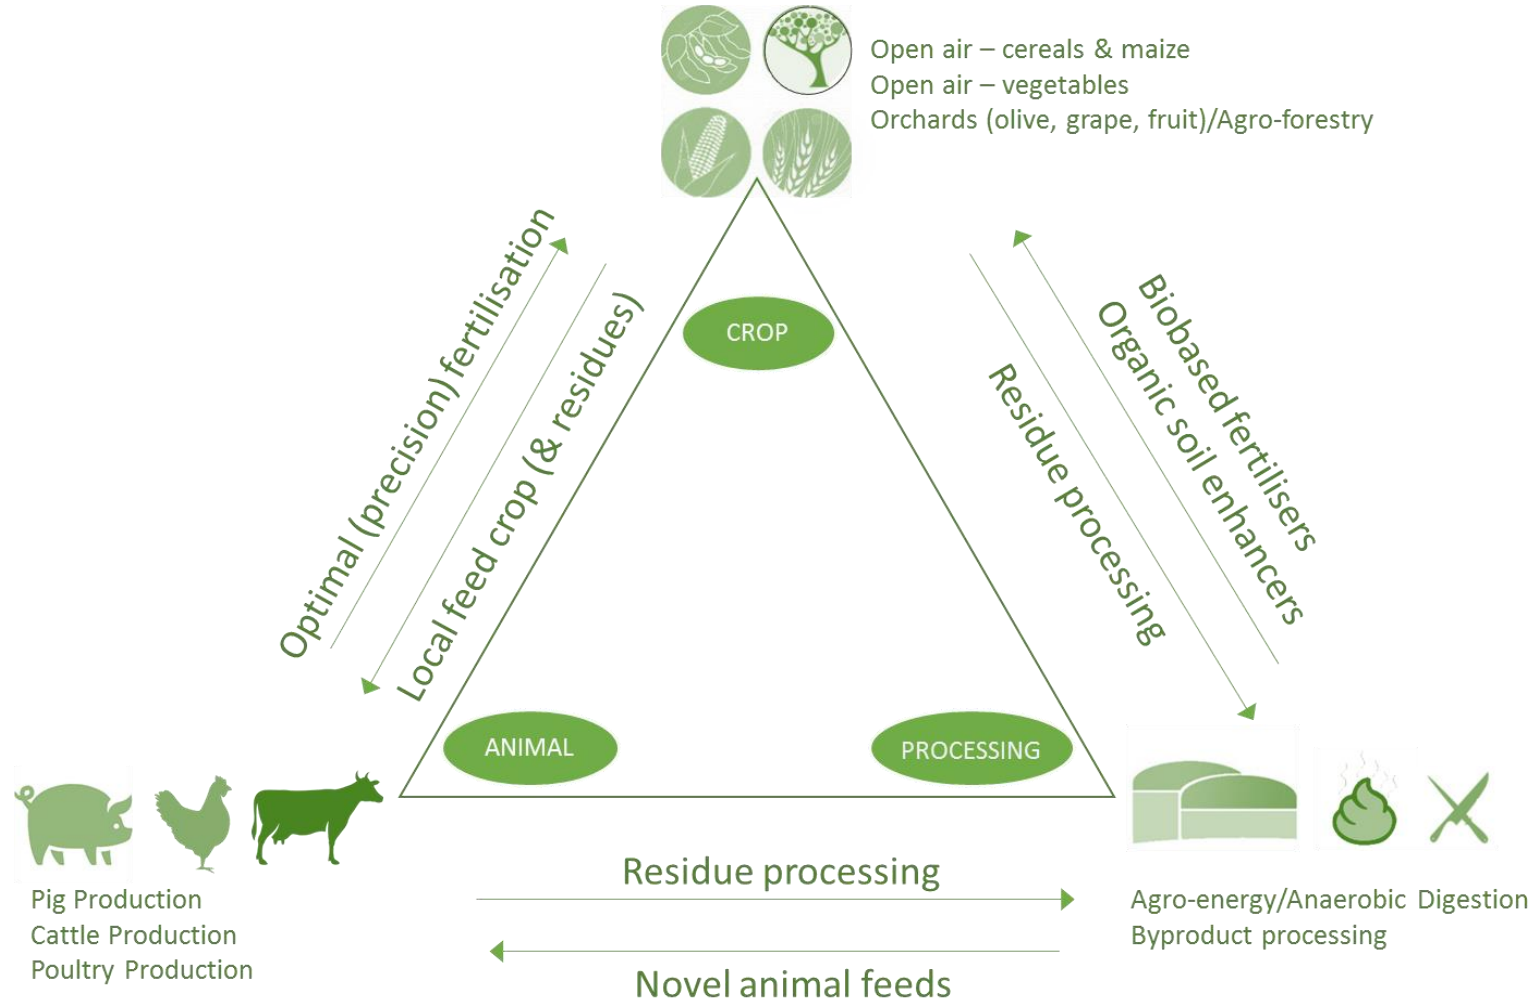 Open air – cereals & maize
Open air – vegetables
Orchards (olive, grape, fruit)/Agro-forestry
Optimal (precision) fertilisation
Local feed crop (& residues)
CROP
Residue processing
Biobased fertilisers
Organic soil enhancers
ANIMAL
PROCESSING
Pig Production
Cattle Production
Poultry Production
Residue processing
Novel animal feeds
Agro-energy/Anaerobic Digestion
Byproduct processing